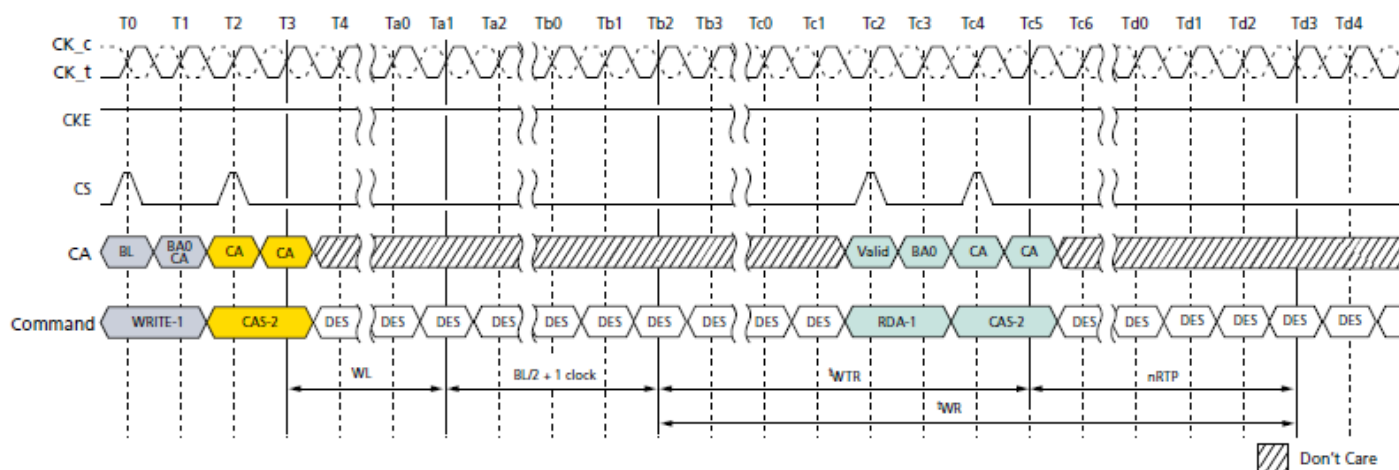 T0 T1 T2 T3 T4 Ta0 Ta1 Ta2 Tb0 Tb1 Tb2 Tb3 Tc0 Tc1 Tc2 Tc3 Tc4 Tc5 Tc6 Td0 Td1 Td2 Td3 Td4
CK_c
CK_t
CKE
CS
CA BL BA0 CA CA CA Valid BA0 CA CA
Command WRITE-1 CAS-2 DES DES DES DES DES DES DES DES DES DES RDA-1 CAS-2 DES DES DES DES DES DES
WL BL/2 + 1 clock tWTR nRTP
tWR
Don't Care